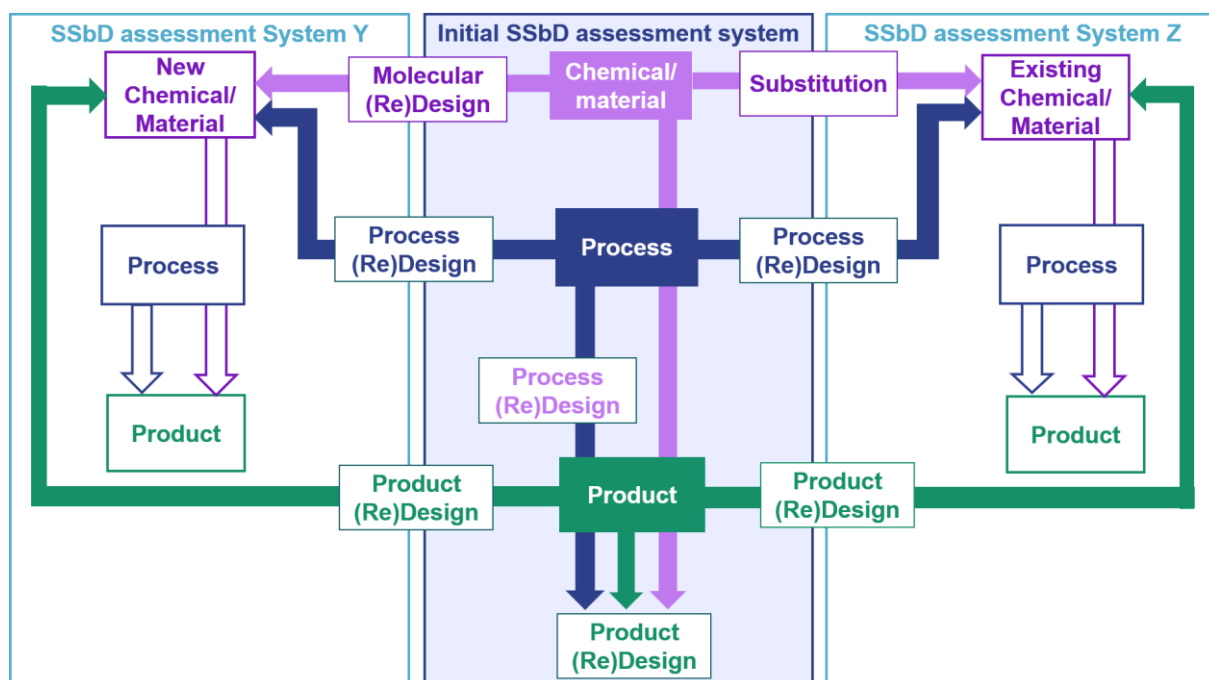 SSbD assessment System Y
Initial SSbD assessment system
SSbD assessment System Z
New
Chemical/
Material
Molecular
(Re)Design
Chemical/
material
Substitution
Existing
Chemical/
Material
Process
Process
(Re)Design
Process
Process
(Re)Design
Process
Process
(Re)Design
Product
Product
Product
(Re)Design
Product
Product
(Re)Design
Product
(Re)Design